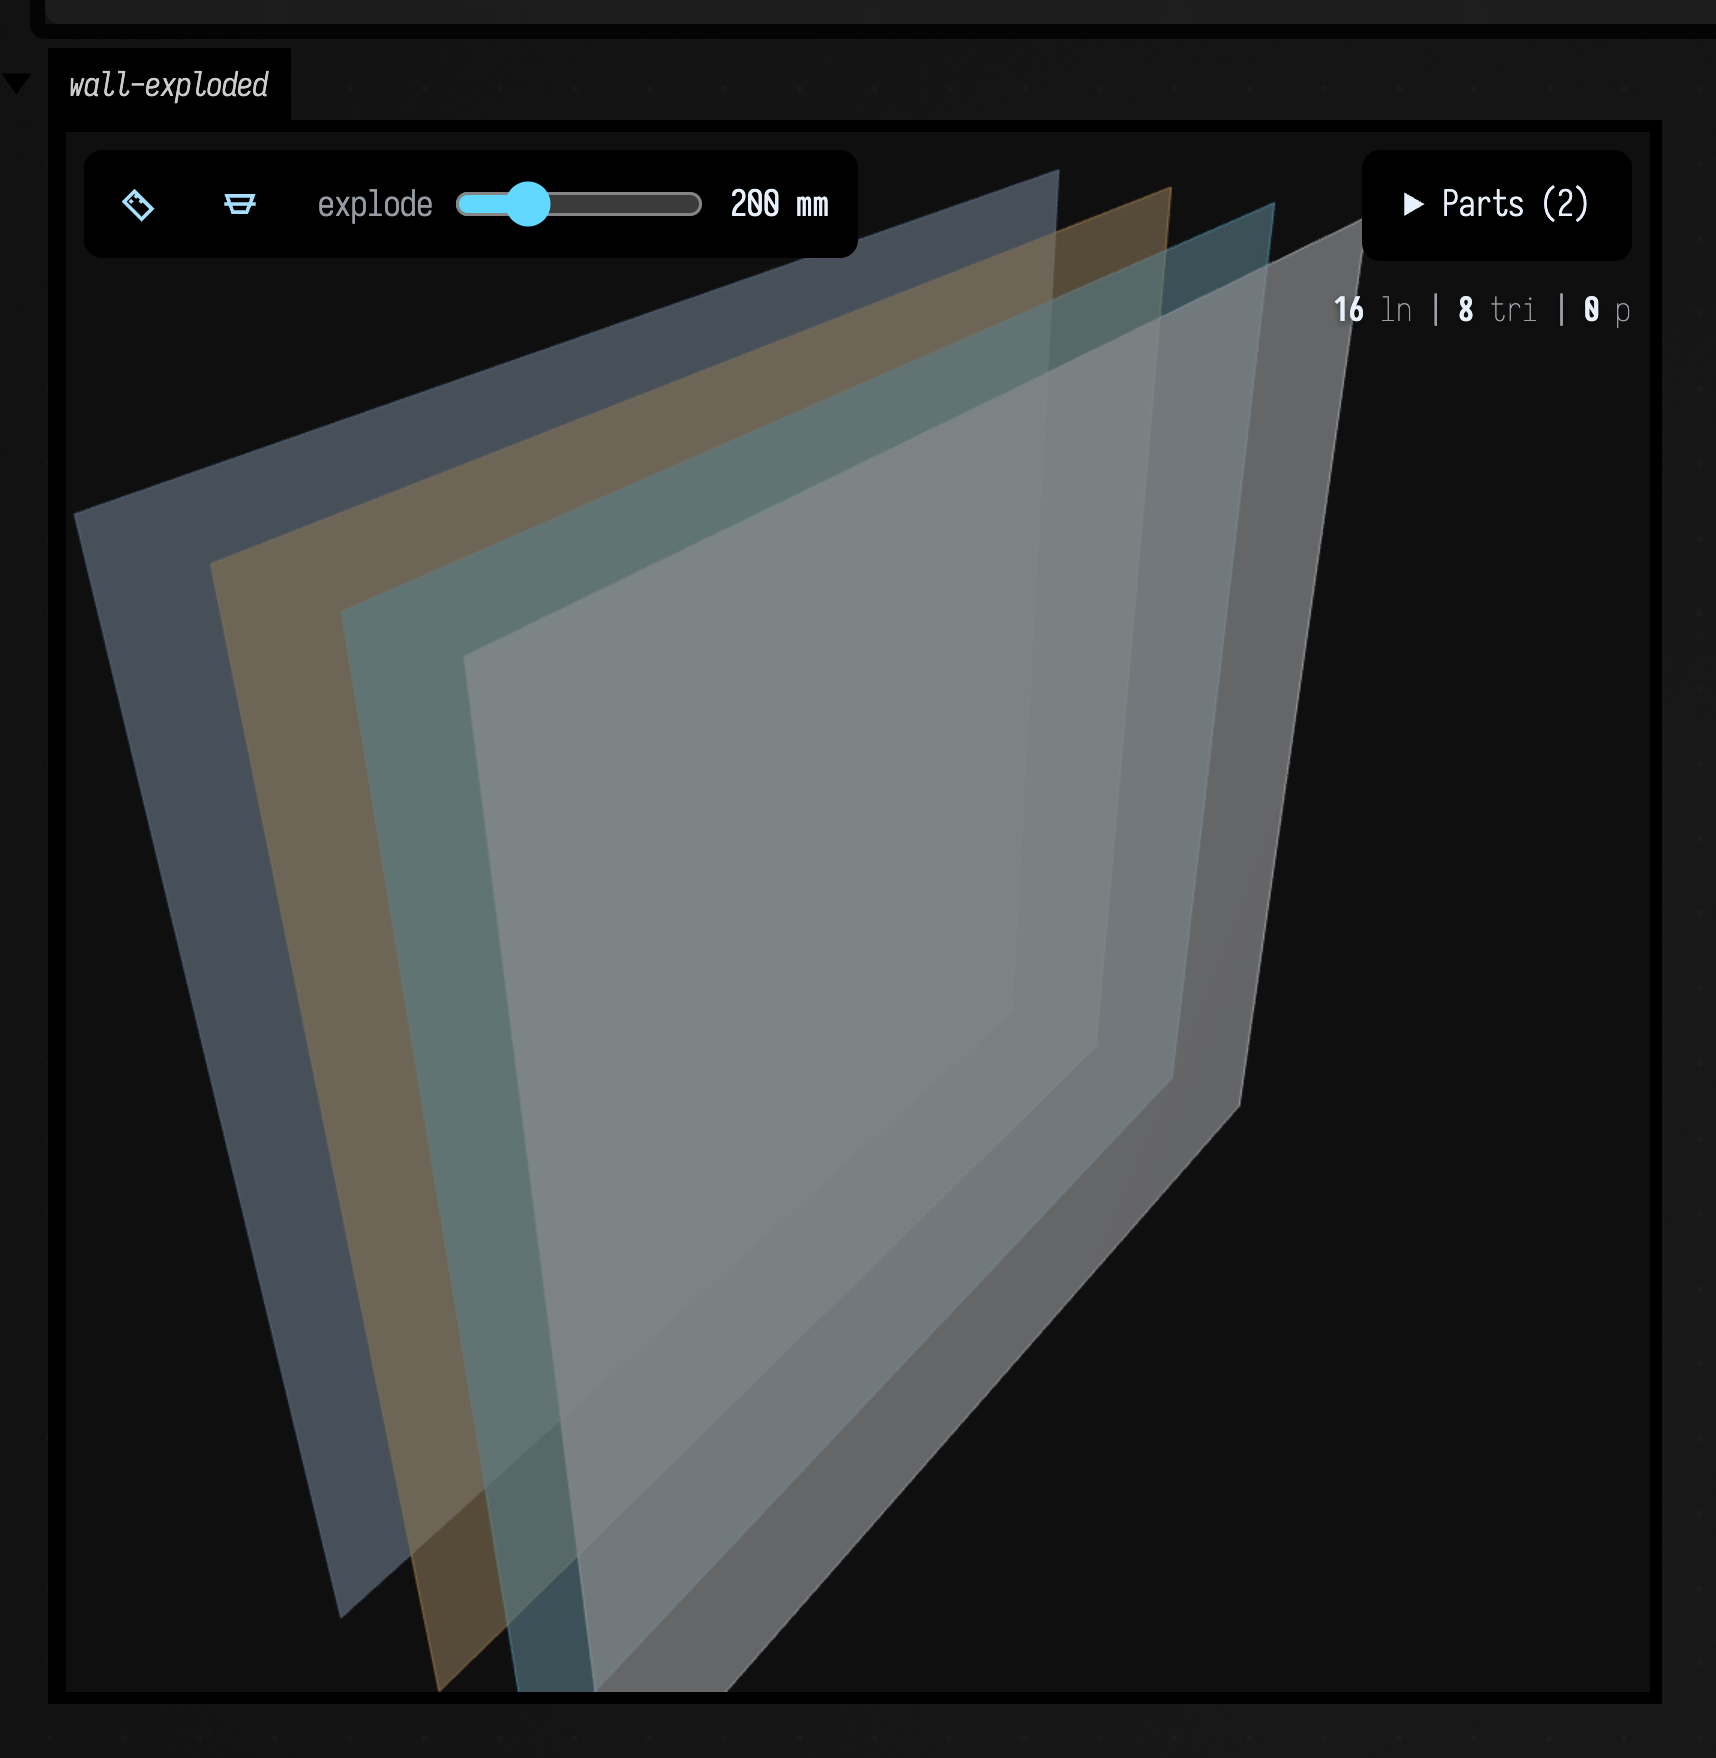 wall-exploded
explode 200 mm ▶ Parts (2)
16 ln | 8 tri | 0 p